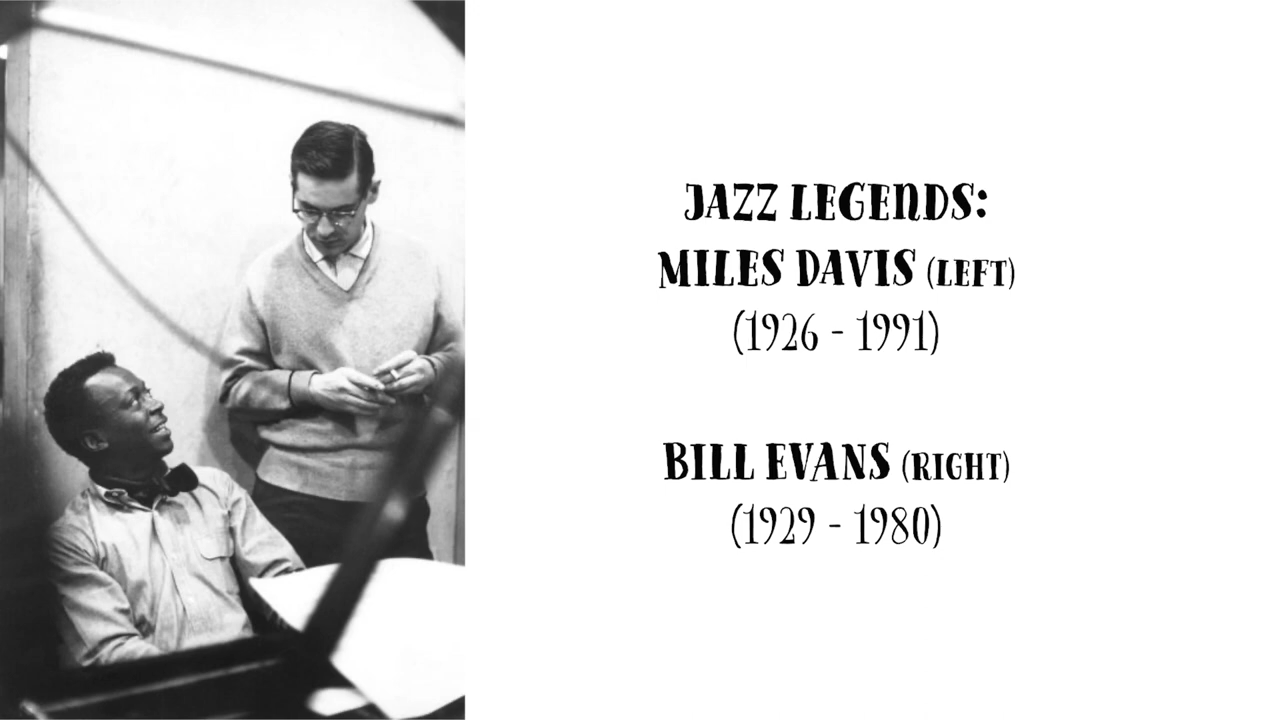 JAZZ LEGENDS:
MILES DAVIS (LEFT)
(1926 - 1991)
BILL EVANS (RIGHT)
(1929 - 1980)